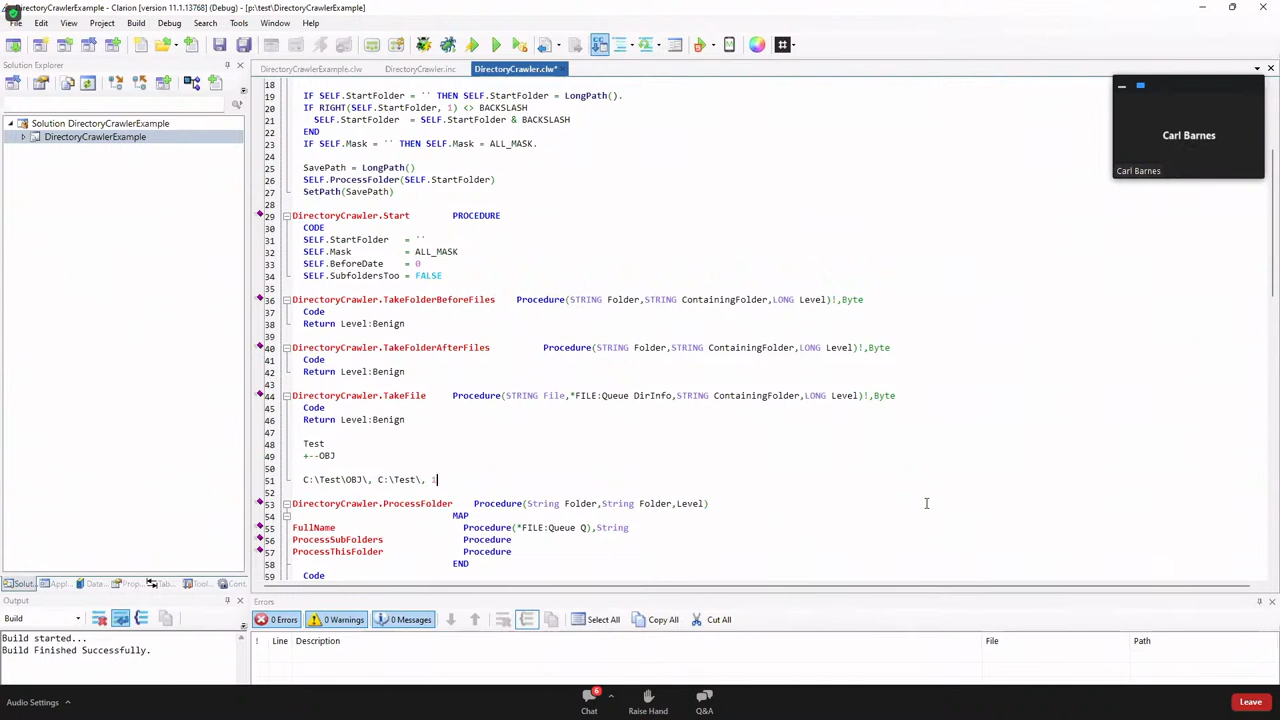 DirectoryCrawlerExample - Clarion [version 11.1.13768] (Debug) - [p:\test\DirectoryCrawlerExample]
File Edit View Project Build Debug Search Tools Window Help
Solution Explorer
DirectoryCrawlerExample.clw DirectoryCrawler.inc DirectoryCrawler.clw*
Solution DirectoryCrawlerExample
DirectoryCrawlerExample
18
19 IF SELF.StartFolder = '' THEN SELF.StartFolder = LongPath().
20 IF RIGHT(SELF.StartFolder, 1) <> BACKSLASH
21 SELF.StartFolder = SELF.StartFolder & BACKSLASH
22 END
23 IF SELF.Mask = '' THEN SELF.Mask = ALL_MASK.
24
25 SavePath = LongPath()
26 SELF.ProcessFolder(SELF.StartFolder)
27 SetPath(SavePath)
28
29 DirectoryCrawler.Start PROCEDURE
30 CODE
31 SELF.StartFolder = ''
32 SELF.Mask = ALL_MASK
33 SELF.BeforeDate = 0
34 SELF.SubfoldersToo = FALSE
35
36 DirectoryCrawler.TakeFolderBeforeFiles Procedure(STRING Folder,STRING ContainingFolder,LONG Level)!,Byte
37 Code
38 Return Level:Benign
39
40 DirectoryCrawler.TakeFolderAfterFiles Procedure(STRING Folder,STRING ContainingFolder,LONG Level)!,Byte
41 Code
42 Return Level:Benign
43
44 DirectoryCrawler.TakeFile Procedure(STRING File,*FILE:Queue DirInfo,STRING ContainingFolder,LONG Level)!,Byte
45 Code
46 Return Level:Benign
47
48 Test
49 +--OBJ
50
51 C:\Test\OBJ\, C:\Test\, 1
52
53 DirectoryCrawler.ProcessFolder Procedure(String Folder,String Folder,Level)
54 MAP
55 FullName Procedure(*FILE:Queue Q),String
56 ProcessSubFolders Procedure
57 ProcessThisFolder Procedure
58 END
59 Code
Carl Barnes
Carl Barnes
Solut... Appl... Data... Prop... Tab... Tool... Cont...
Output
Build
Build started...
Build Finished Successfully.
Errors
0 Errors 0 Warnings 0 Messages Select All Copy All Cut All
! Line Description File Path
Audio Settings
6
Chat Raise Hand Q&A
Leave